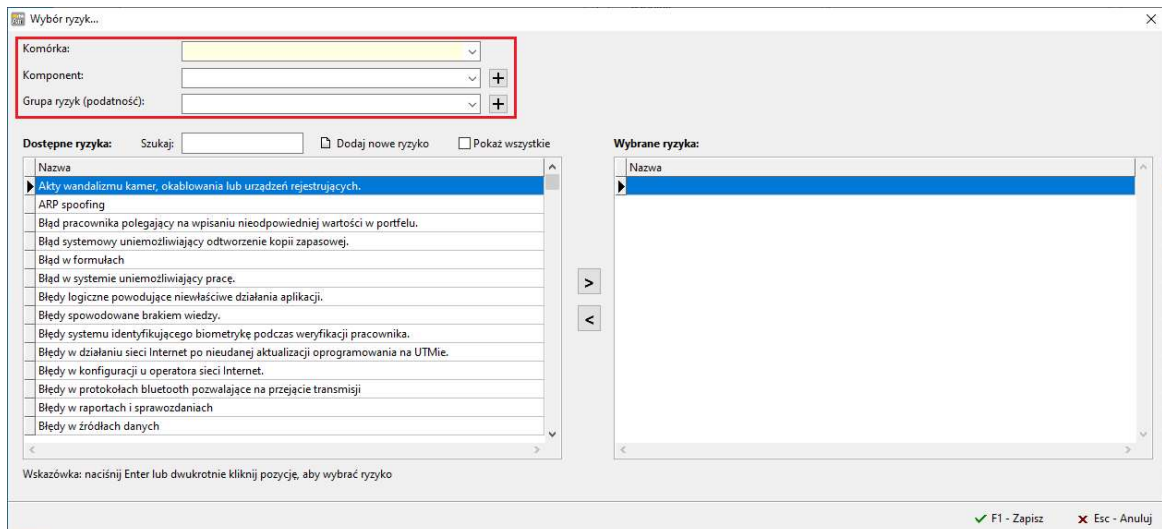 Wybór ryzyk...
Komórka:
Komponent:
Grupa ryzyk (podatność):
Dostępne ryzyka: Szukaj: Dodaj nowe ryzyko Pokaż wszystkie Wybrane ryzyka:
Nazwa Nazwa
Akty wandalizmu kamer, okablowania lub urządzeń rejestrujących.
ARP spoofing
Błąd pracownika polegający na wpisaniu nieodpowiedniej wartości w portfelu.
Błąd systemowy uniemożliwiający odtworzenie kopii zapasowej.
Błąd w formułach
Błąd w systemie uniemożliwiający pracę.
Błędy logiczne powodujące niewłaściwe działania aplikacji.
Błędy spowodowane brakiem wiedzy.
Błędy systemu identyfikującego biometrykę podczas weryfikacji pracownika.
Błędy w działaniu sieci Internet po nieudanej aktualizacji oprogramowania na UTMie.
Błędy w konfiguracji u operatora sieci Internet.
Błędy w protokołach bluetooth pozwalające na przejęcie transmisji
Błędy w raportach i sprawozdaniach
Błędy w źródłach danych
Wskazówka: naciśnij Enter lub dwukrotnie kliknij pozycję, aby wybrać ryzyko
F1 - Zapisz Esc - Anuluj